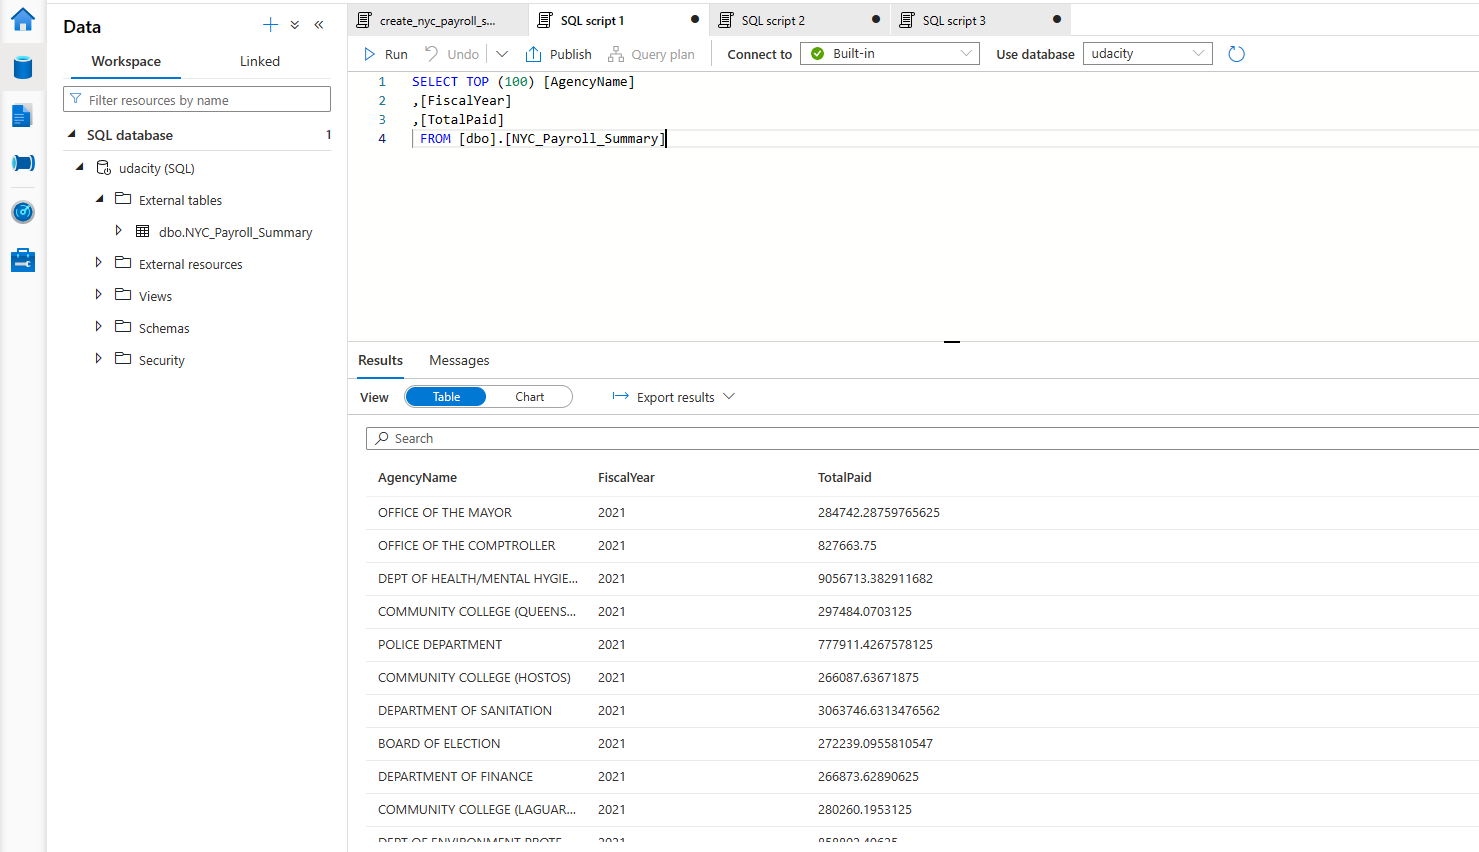 Data
Workspace
Linked
Filter resources by name
SQL database
1
udacity (SQL)
External tables
dbo.NYC_Payroll_Summary
External resources
Views
Schemas
Security
create_nyc_payroll_s...
SQL script 1
SQL script 2
SQL script 3
Run
Undo
Publish
Query plan
Connect to
Built-in
Use database
udacity
1 SELECT TOP (100) [AgencyName]
2 ,[FiscalYear]
3 ,[TotalPaid]
4 FROM [dbo].[NYC_Payroll_Summary]
Results
Messages
View
Table
Chart
Export results
Search
AgencyName FiscalYear TotalPaid
OFFICE OF THE MAYOR 2021 284742.28759765625
OFFICE OF THE COMPTROLLER 2021 827663.75
DEPT OF HEALTH/MENTAL HYGIE... 2021 9056713.382911682
COMMUNITY COLLEGE (QUEENS... 2021 297484.0703125
POLICE DEPARTMENT 2021 777911.4267578125
COMMUNITY COLLEGE (HOSTOS) 2021 266087.63671875
DEPARTMENT OF SANITATION 2021 3063746.6313476562
BOARD OF ELECTION 2021 272239.0955810547
DEPARTMENT OF FINANCE 2021 266873.62890625
COMMUNITY COLLEGE (LAGUAR... 2021 280260.1953125
DEPT OF ENVIRONMENT PROTE 2021